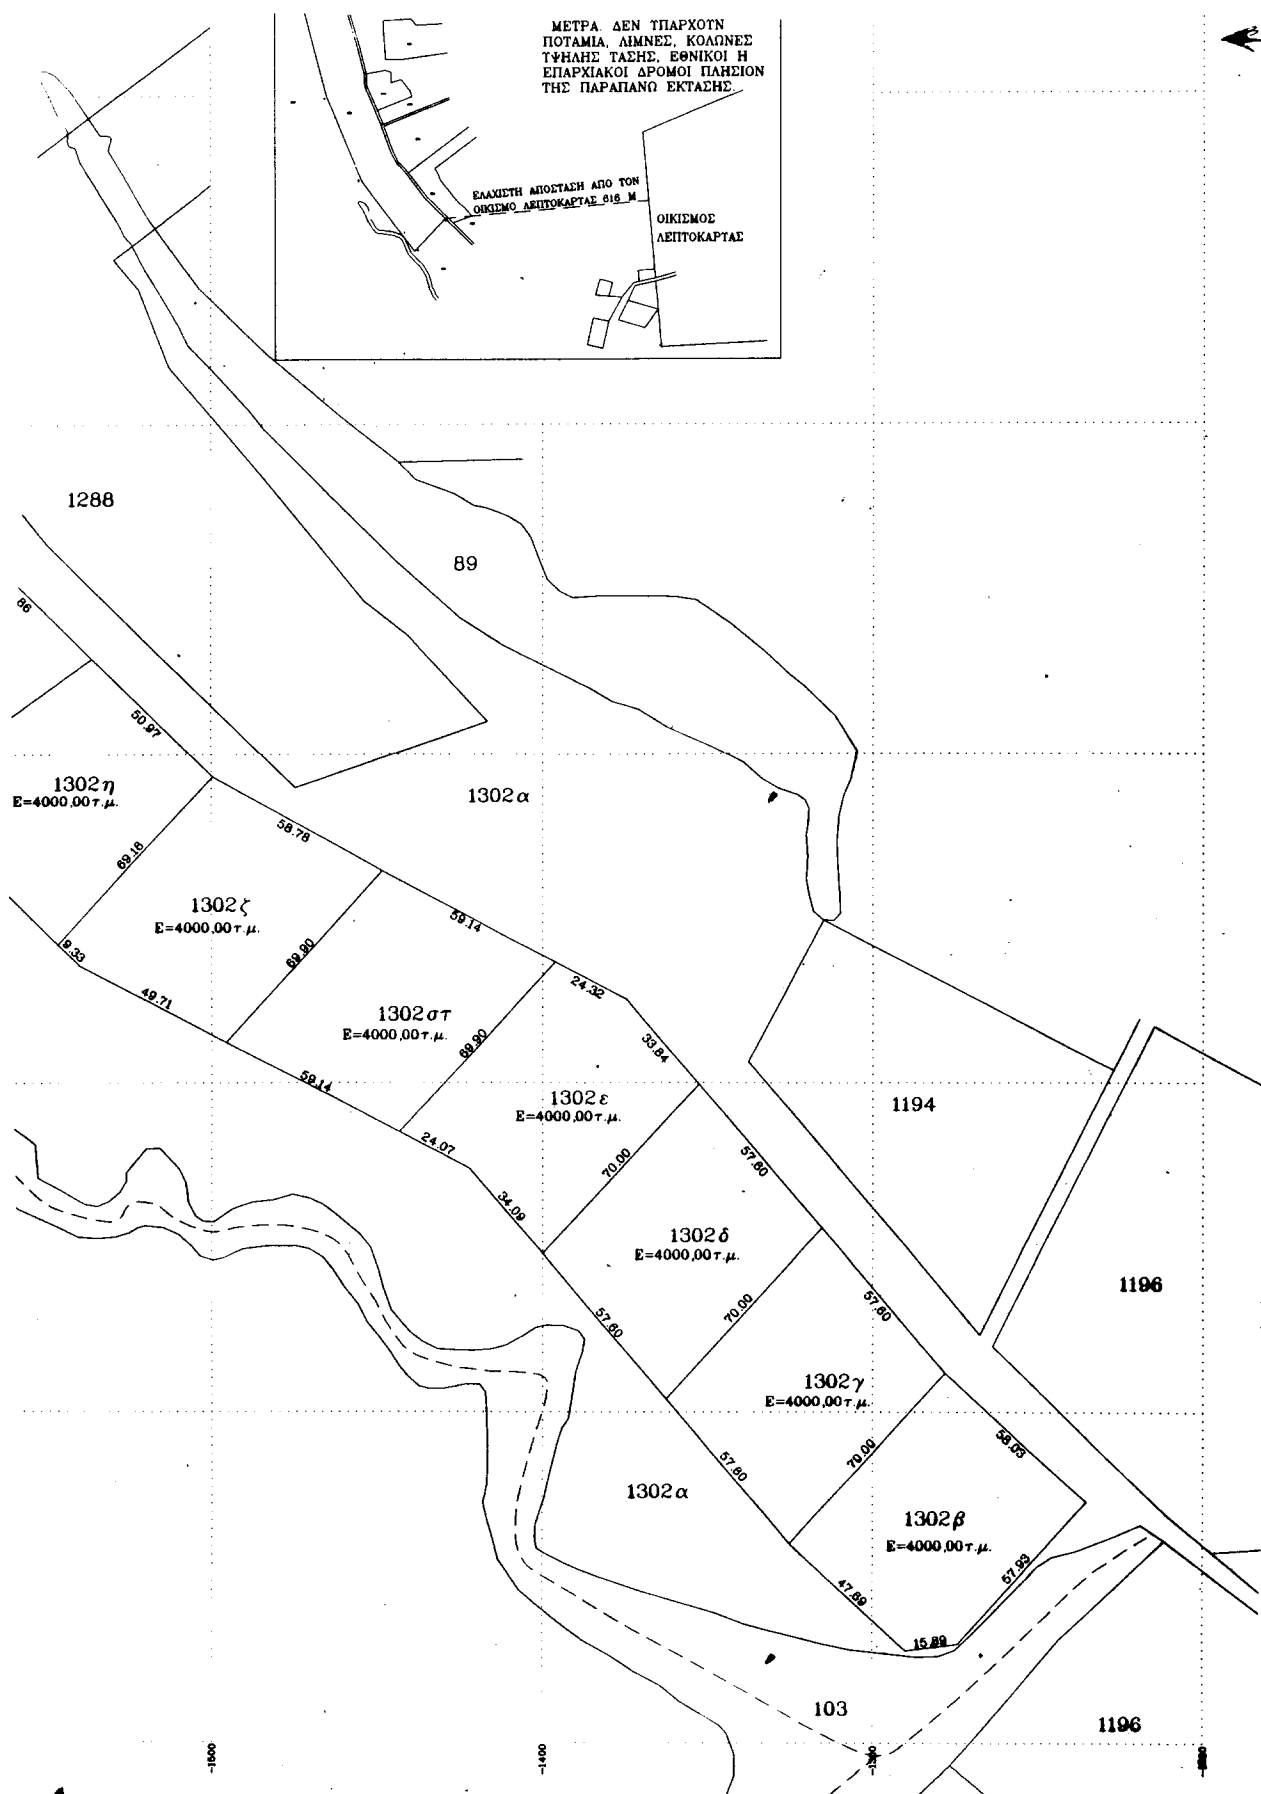 ΜΕΤΡΑ. ΔΕΝ ΥΠΑΡΧΟΥΝ
ΠΟΤΑΜΙΑ, ΛΙΜΝΕΣ, ΚΟΛΩΝΕΣ
ΥΨΗΛΗΣ ΤΑΣΗΣ, ΕΘΝΙΚΟΙ Η
ΕΠΑΡΧΙΑΚΟΙ ΔΡΟΜΟΙ ΠΛΗΣΙΟΝ
ΤΗΣ ΠΑΡΑΠΑΝΩ ΕΚΤΑΣΗΣ.
ΕΛΑΧΙΣΤΗ ΑΠΟΣΤΑΣΗ ΑΠΟ ΤΟΝ
ΟΙΚΙΣΜΟ ΛΕΠΤΟΚΑΡΥΑΣ 616 Μ
ΟΙΚΙΣΜΟΣ
ΛΕΠΤΟΚΑΡΥΑΣ
1288
89
86
50.97
1302η
Ε=4000,00τ.μ.
1302α
58.78
69.18
1302ζ
Ε=4000,00τ.μ.
59.14
9.33
69.90
49.71
24.32
1302στ
Ε=4000,00τ.μ.
69.90
33.84
59.14
1302ε
Ε=4000,00τ.μ.
1194
24.07
70.00
57.60
34.09
1302δ
Ε=4000,00τ.μ.
1196
70.00
57.60
57.60
1302γ
Ε=4000,00τ.μ.
70.00
58.03
57.60
1302α
1302β
Ε=4000,00τ.μ.
57.93
47.69
15.89
103
1196
-1500
-1400
-1300